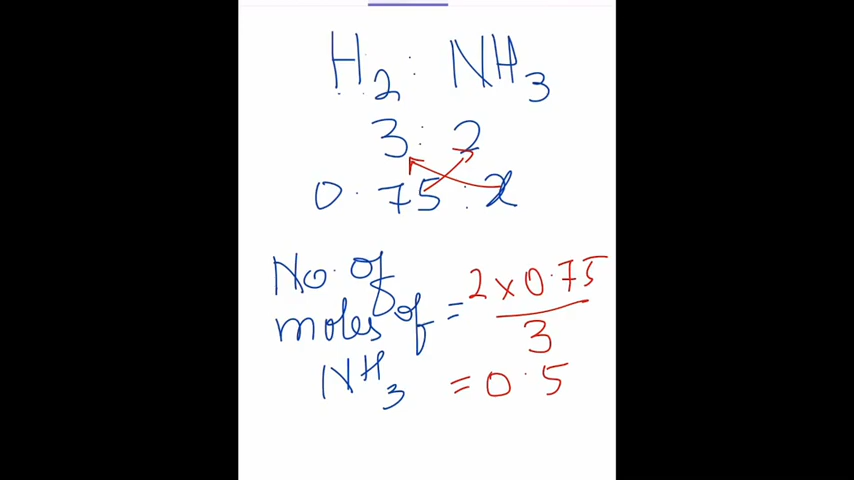 H2 : NH3
3 : 2
0.75 : x
No. of
moles of = 2 x 0.75 / 3
NH3 = 0.5